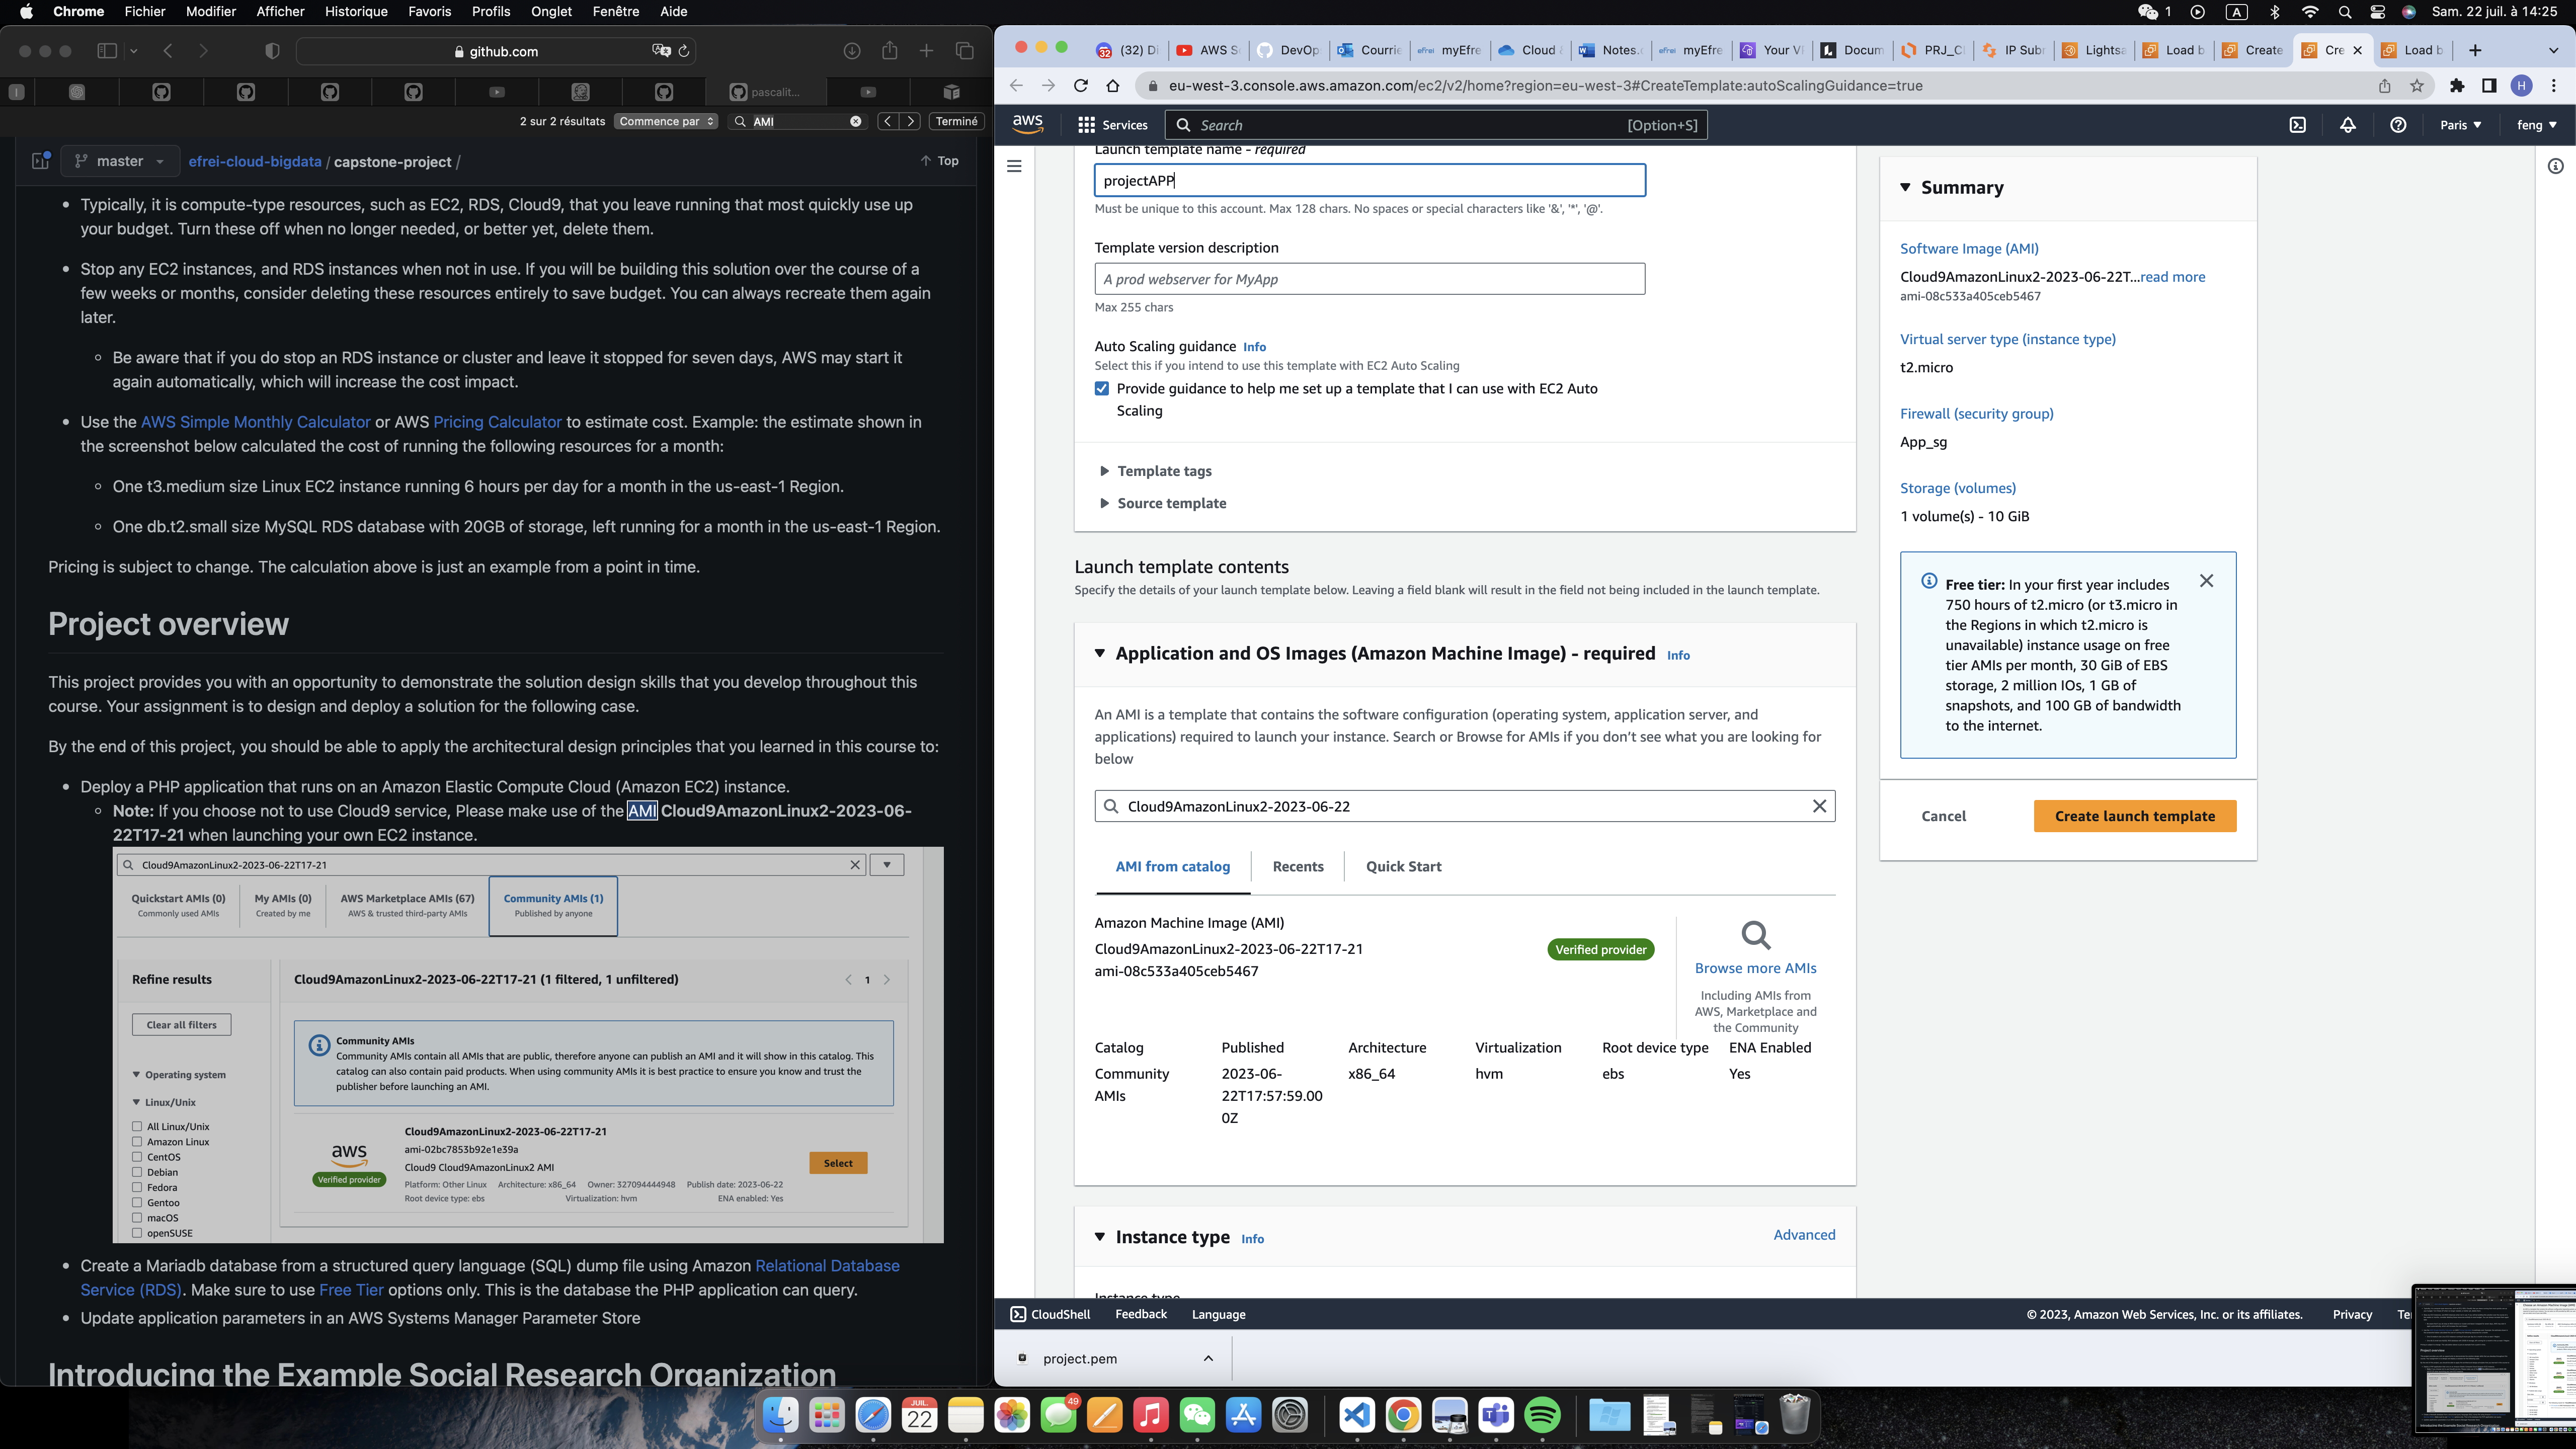 Chrome Fichier Modifier Afficher Historique Favoris Profils Onglet Fenêtre Aide
1 A Sam. 22 juil. à 14:25
github.com
pascalit...
2 sur 2 résultats Commence par AMI Terminé
master efrei-cloud-bigdata / capstone-project / Top
Typically, it is compute-type resources, such as EC2, RDS, Cloud9, that you leave running that most quickly use up
your budget. Turn these off when no longer needed, or better yet, delete them.
Stop any EC2 instances, and RDS instances when not in use. If you will be building this solution over the course of a
few weeks or months, consider deleting these resources entirely to save budget. You can always recreate them again
later.
Be aware that if you do stop an RDS instance or cluster and leave it stopped for seven days, AWS may start it
again automatically, which will increase the cost impact.
Use the AWS Simple Monthly Calculator or AWS Pricing Calculator to estimate cost. Example: the estimate shown in
the screenshot below calculated the cost of running the following resources for a month:
One t3.medium size Linux EC2 instance running 6 hours per day for a month in the us-east-1 Region.
One db.t2.small size MySQL RDS database with 20GB of storage, left running for a month in the us-east-1 Region.
Pricing is subject to change. The calculation above is just an example from a point in time.
Project overview
This project provides you with an opportunity to demonstrate the solution design skills that you develop throughout this
course. Your assignment is to design and deploy a solution for the following case.
By the end of this project, you should be able to apply the architectural design principles that you learned in this course to:
Deploy a PHP application that runs on an Amazon Elastic Compute Cloud (Amazon EC2) instance.
Note: If you choose not to use Cloud9 service, Please make use of the AMI Cloud9AmazonLinux2-2023-06-
22T17-21 when launching your own EC2 instance.
Cloud9AmazonLinux2-2023-06-22T17-21
Quickstart AMIs (0) My AMIs (0) AWS Marketplace AMIs (67) Community AMIs (1)
Commonly used AMIs Created by me AWS & trusted third-party AMIs Published by anyone
Refine results
Cloud9AmazonLinux2-2023-06-22T17-21 (1 filtered, 1 unfiltered) 1
Clear all filters
Community AMIs
Community AMIs contain all AMIs that are public, therefore anyone can publish an AMI and it will show in this catalog. This
catalog can also contain paid products. When using community AMIs it is best practice to ensure you know and trust the
publisher before launching an AMI.
Operating system
Linux/Unix
All Linux/Unix
Amazon Linux
CentOS
Debian
Fedora
Gentoo
macOS
openSUSE
aws
Verified provider
Cloud9AmazonLinux2-2023-06-22T17-21
ami-02bc7853b92e1e39a
Cloud9 Cloud9AmazonLinux2 AMI
Platform: Other Linux Architecture: x86_64 Owner: 327094444948 Publish date: 2023-06-22
Root device type: ebs Virtualization: hvm ENA enabled: Yes
Select
Create a Mariadb database from a structured query language (SQL) dump file using Amazon Relational Database
Service (RDS). Make sure to use Free Tier options only. This is the database the PHP application can query.
Update application parameters in an AWS Systems Manager Parameter Store
Introducing the Example Social Research Organization
32 (32) Di AWS S DevOp Courrie efrei myEfre Cloud Notes. efrei myEfre Your V Docum PRJ_C IP Sub Lightsa Load b Create Cre Load b
eu-west-3.console.aws.amazon.com/ec2/v2/home?region=eu-west-3#CreateTemplate:autoScalingGuidance=true H
aws Services Search [Option+S] Paris feng
Launch template name - required
projectAPP
Must be unique to this account. Max 128 chars. No spaces or special characters like '&', '*', '@'.
Template version description
A prod webserver for MyApp
Max 255 chars
Auto Scaling guidance Info
Select this if you intend to use this template with EC2 Auto Scaling
Provide guidance to help me set up a template that I can use with EC2 Auto
Scaling
Template tags
Source template
Launch template contents
Specify the details of your launch template below. Leaving a field blank will result in the field not being included in the launch template.
Application and OS Images (Amazon Machine Image) - required Info
An AMI is a template that contains the software configuration (operating system, application server, and
applications) required to launch your instance. Search or Browse for AMIs if you don't see what you are looking for
below
Cloud9AmazonLinux2-2023-06-22
AMI from catalog Recents Quick Start
Amazon Machine Image (AMI)
Cloud9AmazonLinux2-2023-06-22T17-21
ami-08c533a405ceb5467
Verified provider
Browse more AMIs
Including AMIs from
AWS, Marketplace and
the Community
Catalog Published Architecture Virtualization Root device type ENA Enabled
Community 2023-06- x86_64 hvm ebs Yes
AMIs 22T17:57:59.00
0Z
Instance type Info Advanced
Instance type
Summary
Software Image (AMI)
Cloud9AmazonLinux2-2023-06-22T...read more
ami-08c533a405ceb5467
Virtual server type (instance type)
t2.micro
Firewall (security group)
App_sg
Storage (volumes)
1 volume(s) - 10 GiB
Free tier: In your first year includes
750 hours of t2.micro (or t3.micro in
the Regions in which t2.micro is
unavailable) instance usage on free
tier AMIs per month, 30 GiB of EBS
storage, 2 million IOs, 1 GB of
snapshots, and 100 GB of bandwidth
to the internet.
Cancel Create launch template
CloudShell Feedback Language © 2023, Amazon Web Services, Inc. or its affiliates. Privacy Te
project.pem
JUIL.
22
49